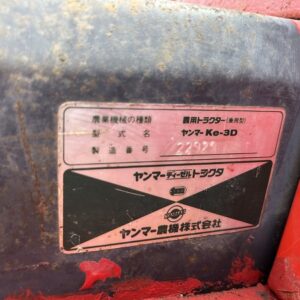 農業機械の種類 農用トラクター(乗用型)
型式名 ヤンマー Ke-3D
製造番号
ヤンマーディーゼルトラクタ
ヤンマー農機株式会社